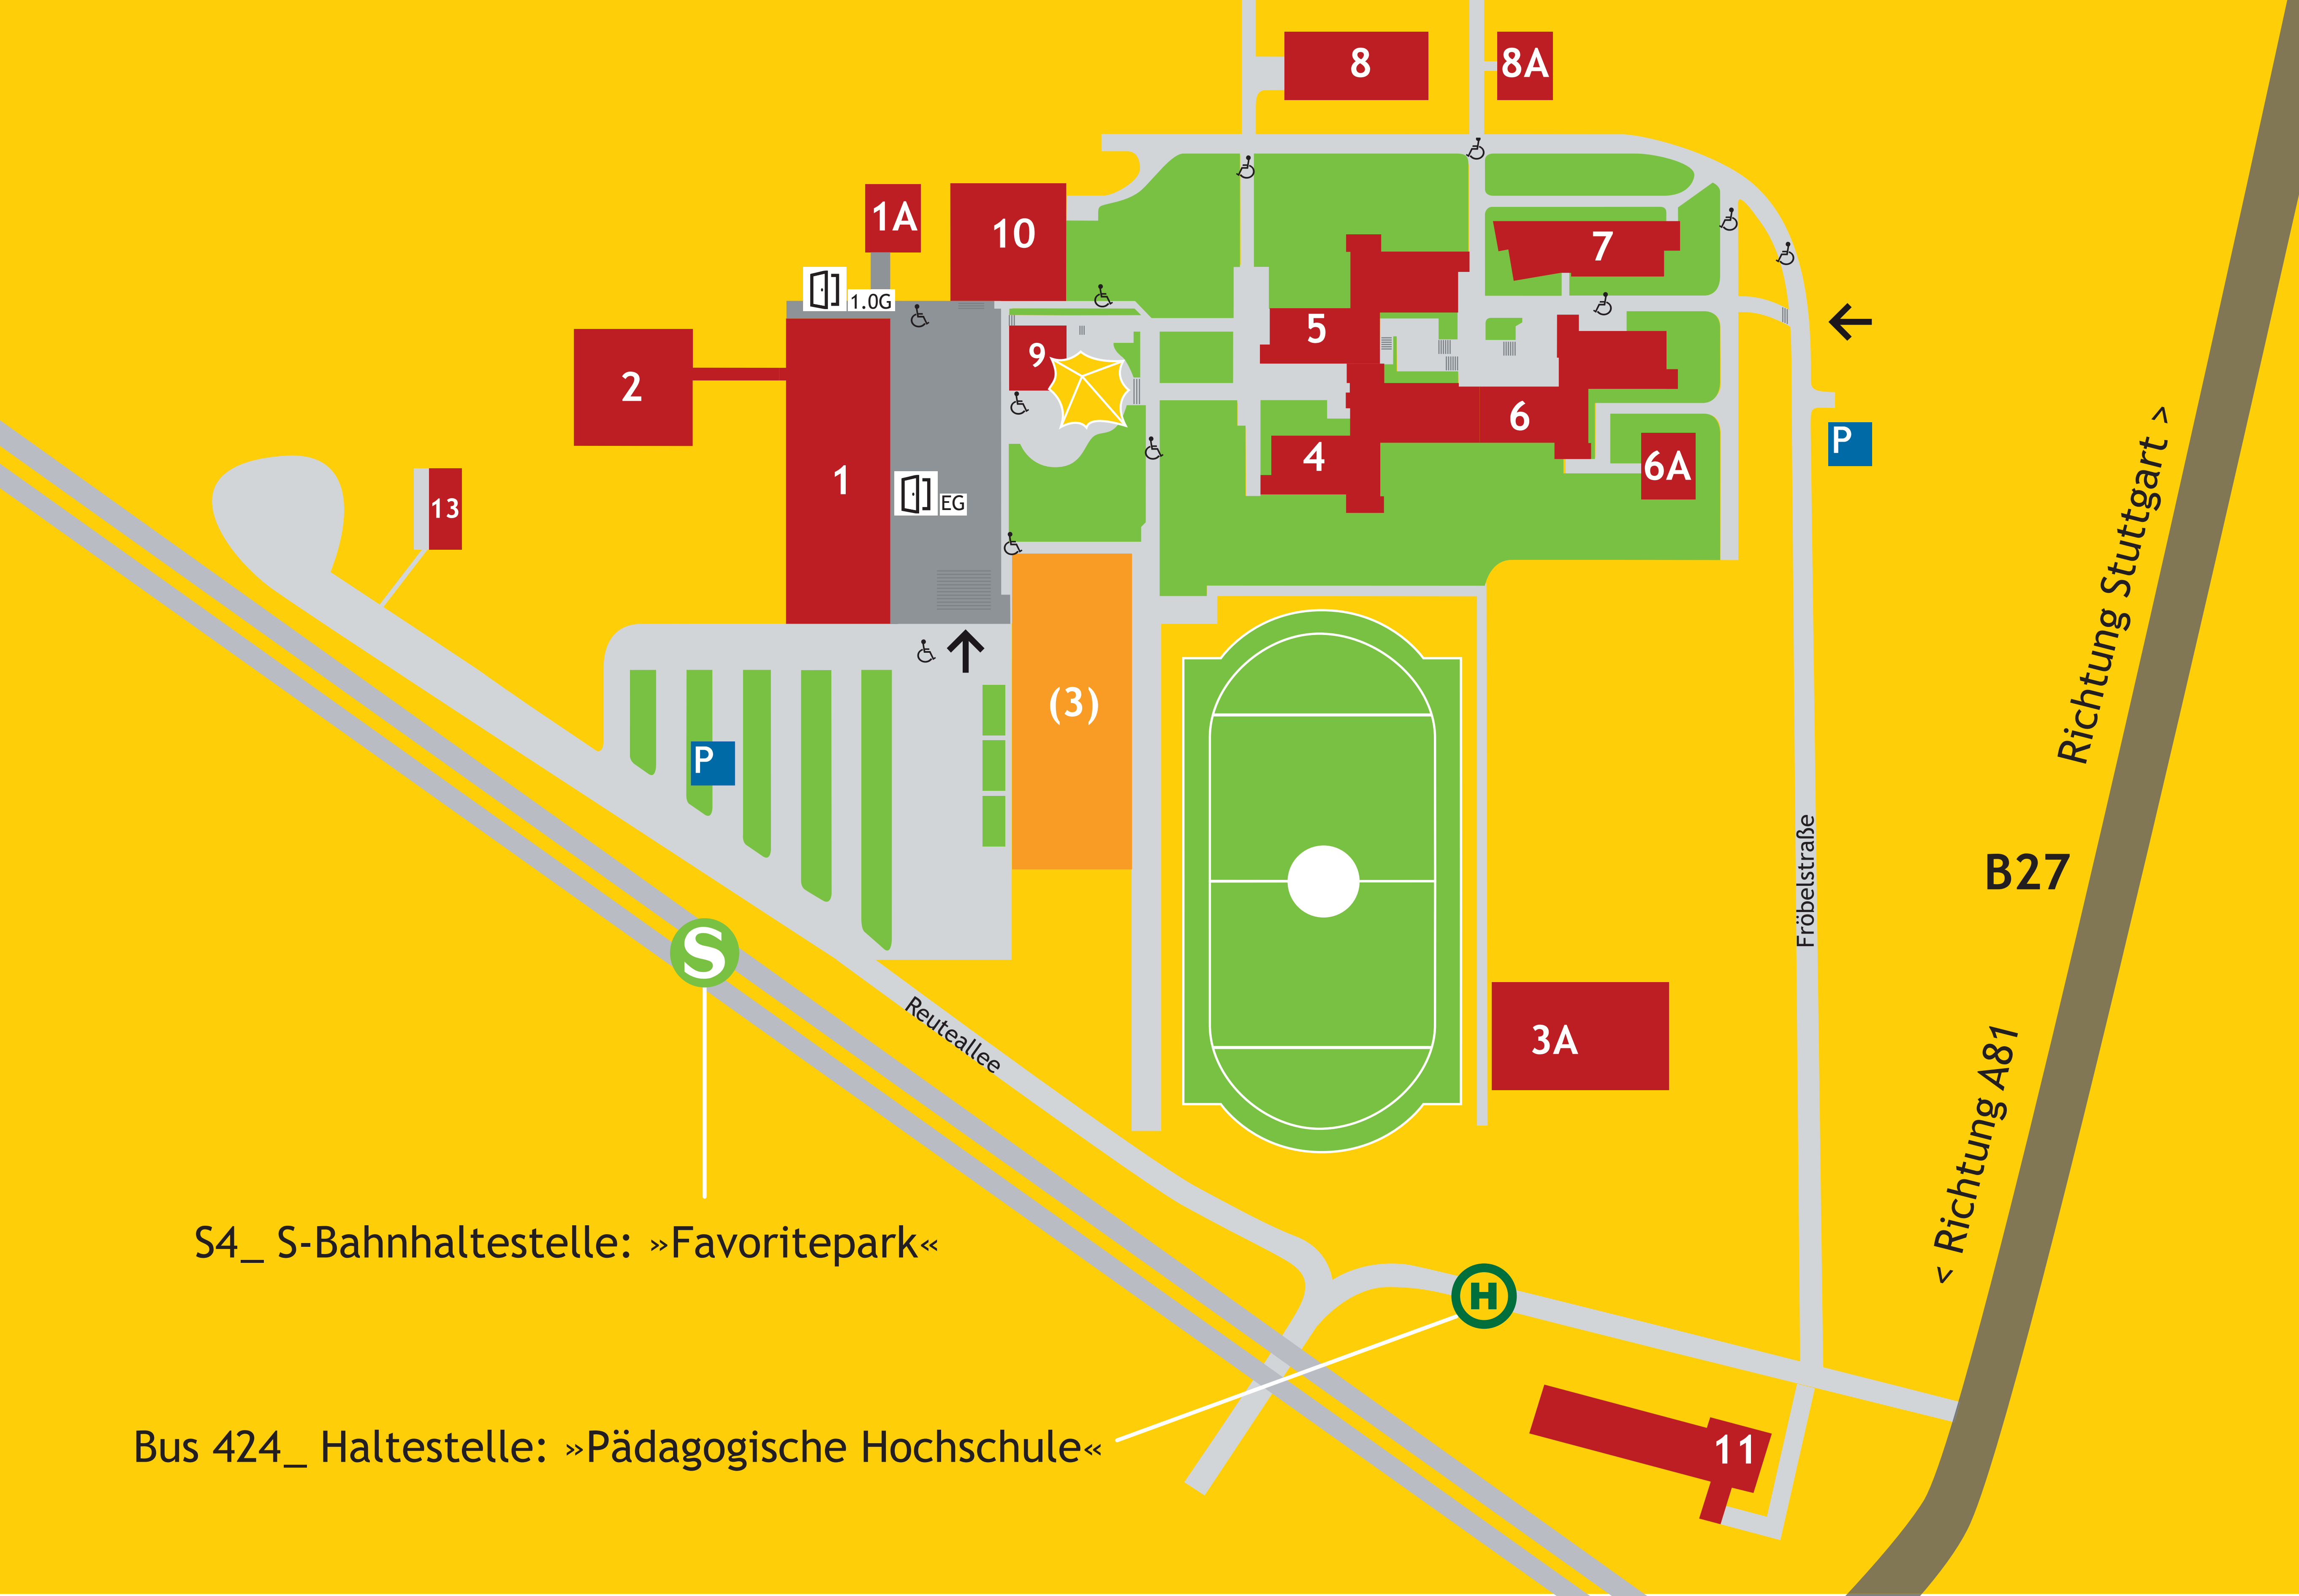 8
8A
1A
10
7
1.0G
5
9
2
6
4
6A
P
1
EG
13
Richtung Stuttgart >
(3)
P
B27
Fröbelstraße
S
Reuteallee
3A
< Richtung A81
S4_ S-Bahnhaltestelle: »Favoritepark«
H
Bus 424_ Haltestelle: »Pädagogische Hochschule«
11